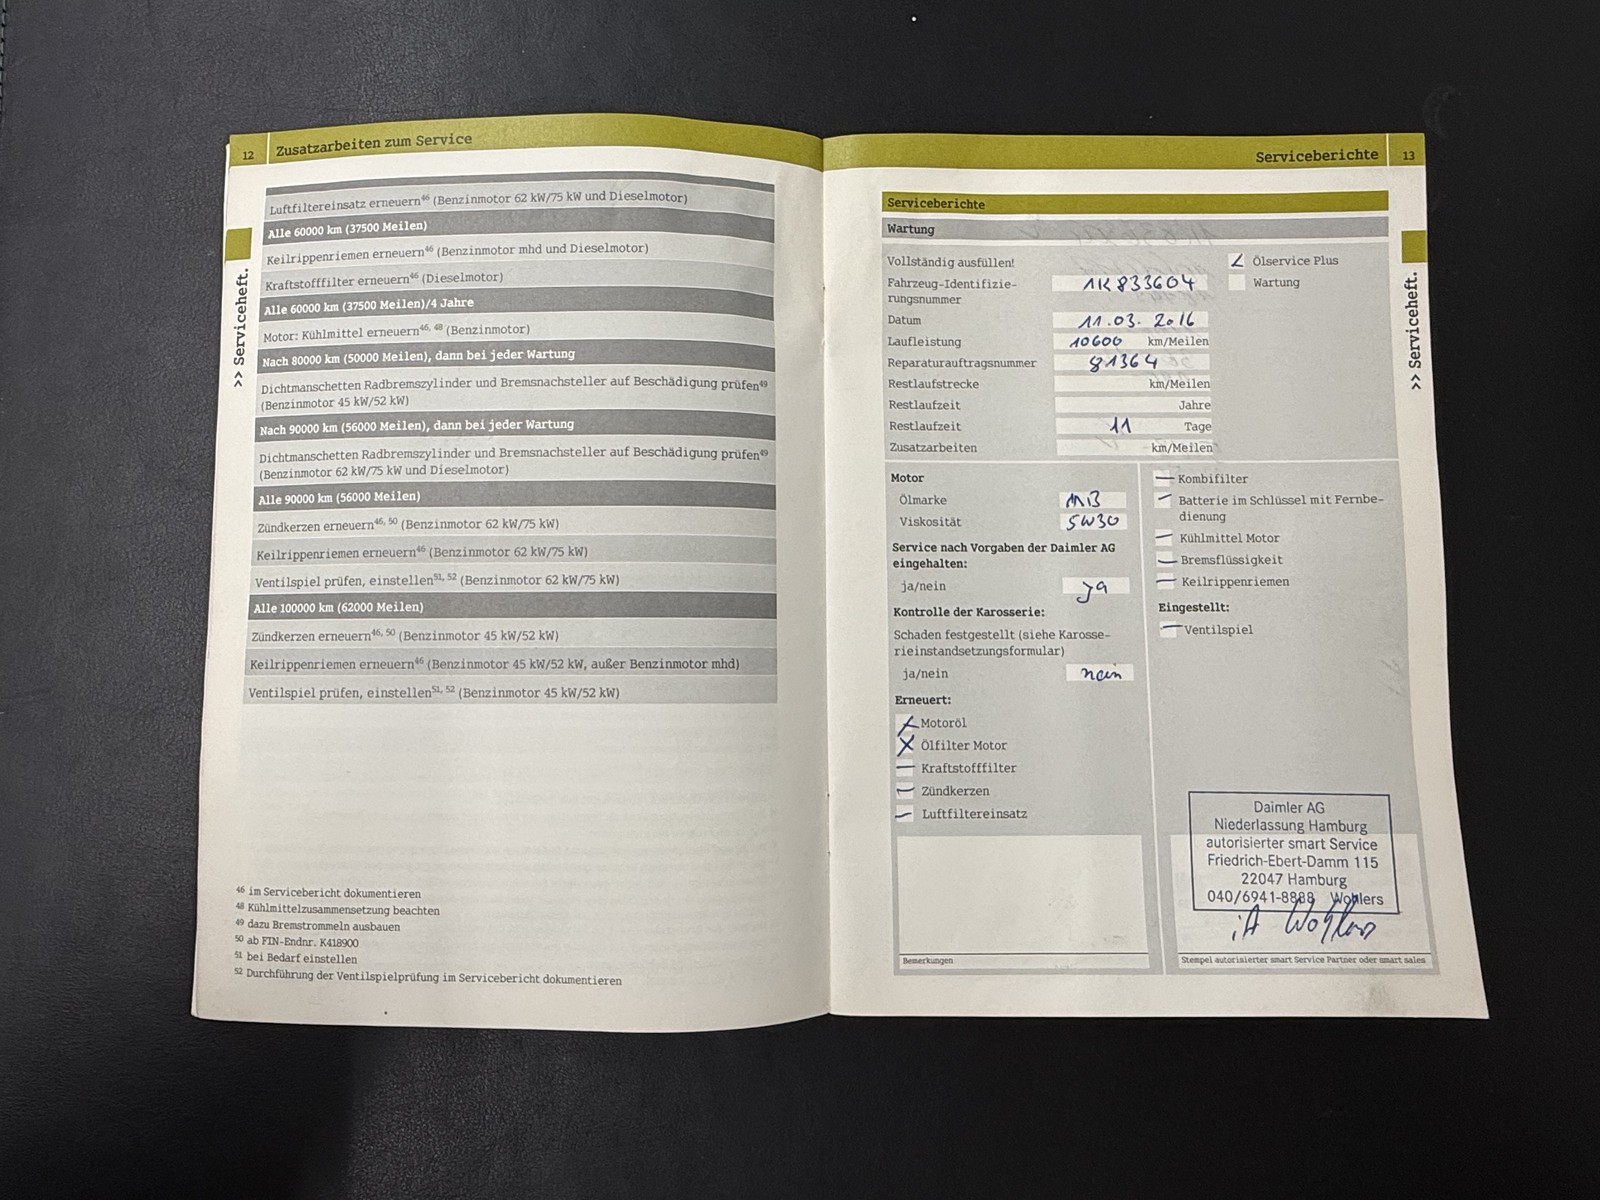 12 Zusatzarbeiten zum Service
>> Serviceheft.
Luftfiltereinsatz erneuern⁴⁶ (Benzinmotor 62 kW/75 kW und Dieselmotor)
Alle 60000 km (37500 Meilen)
Keilrippenriemen erneuern⁴⁶ (Benzinmotor mhd und Dieselmotor)
Kraftstofffilter erneuern⁴⁶ (Dieselmotor)
Alle 60000 km (37500 Meilen)/4 Jahre
Motor: Kühlmittel erneuern⁴⁶, ⁴⁸ (Benzinmotor)
Nach 80000 km (50000 Meilen), dann bei jeder Wartung
Dichtmanschetten Radbremszylinder und Bremsnachsteller auf Beschädigung prüfen⁴⁹
(Benzinmotor 45 kW/52 kW)
Nach 90000 km (56000 Meilen), dann bei jeder Wartung
Dichtmanschetten Radbremszylinder und Bremsnachsteller auf Beschädigung prüfen⁴⁹
(Benzinmotor 62 kW/75 kW und Dieselmotor)
Alle 90000 km (56000 Meilen)
Zündkerzen erneuern⁴⁶, ⁵⁰ (Benzinmotor 62 kW/75 kW)
Keilrippenriemen erneuern⁴⁶ (Benzinmotor 62 kW/75 kW)
Ventilspiel prüfen, einstellen⁵¹, ⁵² (Benzinmotor 62 kW/75 kW)
Alle 100000 km (62000 Meilen)
Zündkerzen erneuern⁴⁶, ⁵⁰ (Benzinmotor 45 kW/52 kW)
Keilrippenriemen erneuern⁴⁶ (Benzinmotor 45 kW/52 kW, außer Benzinmotor mhd)
Ventilspiel prüfen, einstellen⁵¹, ⁵² (Benzinmotor 45 kW/52 kW)
⁴⁶ im Servicebericht dokumentieren
⁴⁸ Kühlmittelzusammensetzung beachten
⁴⁹ dazu Bremstrommeln ausbauen
⁵⁰ ab FIN-Endnr. K418900
⁵¹ bei Bedarf einstellen
⁵² Durchführung der Ventilspielprüfung im Servicebericht dokumentieren
Serviceberichte 13
>> Serviceheft.
Serviceberichte
Wartung
Vollständig ausfüllen!
Fahrzeug-Identifizie- 1K833604
rungsnummer
Datum 11.03.2016
Laufleistung 10600 km/Meilen
Reparaturauftragsnummer 81364
Restlaufstrecke km/Meilen
Restlaufzeit Jahre
Restlaufzeit 11 Tage
Zusatzarbeiten km/Meilen
Ölservice Plus
Wartung
Motor
Ölmarke MB
Viskosität 5W30
Service nach Vorgaben der Daimler AG
eingehalten:
ja/nein ja
Kontrolle der Karosserie:
Schaden festgestellt (siehe Karosse-
rieinstandsetzungsformular)
ja/nein nein
Erneuert:
X Motoröl
X Ölfilter Motor
— Kraftstofffilter
— Zündkerzen
— Luftfiltereinsatz
Bemerkungen
— Kombifilter
— Batterie im Schlüssel mit Fernbe-
dienung
— Kühlmittel Motor
— Bremsflüssigkeit
— Keilrippenriemen
Eingestellt:
— Ventilspiel
Daimler AG
Niederlassung Hamburg
autorisierter smart Service
Friedrich-Ebert-Damm 115
22047 Hamburg
040/6941-8888 Wohlers
i.A Wohlers
Stempel autorisierter smart Service Partner oder smart sales